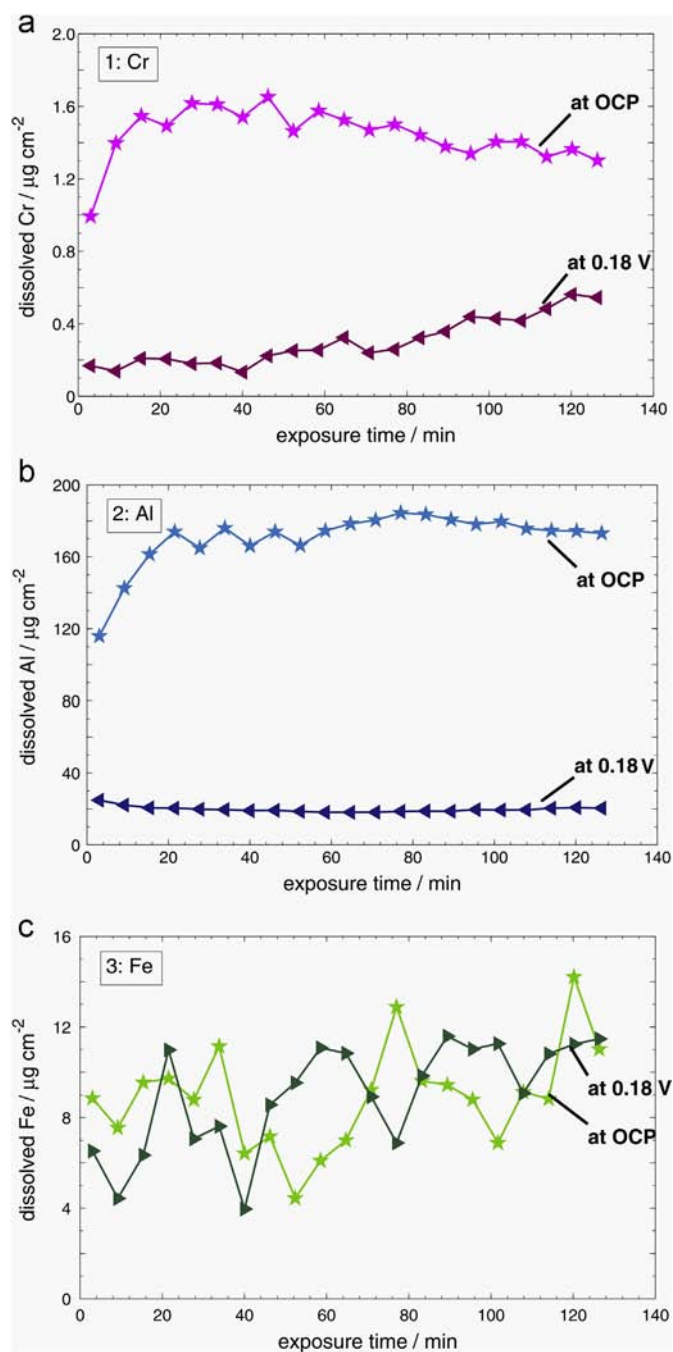 a
2.0
1: Cr
1.6
at OCP
1.2
dissolved Cr / µg cm⁻²
0.8
at 0.18 V
0.4
0
0 20 40 60 80 100 120 140
exposure time / min
b
200
2: Al
160
at OCP
120
dissolved Al / µg cm⁻²
80
40
at 0.18 V
0
0 20 40 60 80 100 120 140
exposure time / min
c
16
3: Fe
12
at 0.18 V
dissolved Fe / µg cm⁻²
8
at OCP
4
0
0 20 40 60 80 100 120 140
exposure time / min